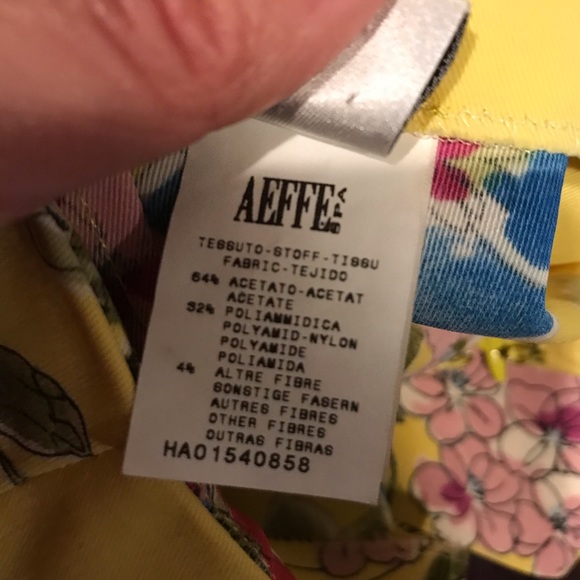 AEFFE SPA
TESSUTO-STOFF-TISSU
FABRIC-TEJIDO
64% ACETATO-ACETAT
ACETATE
32% POLIAMMIDICA
POLYAMID-NYLON
POLYAMIDE
POLIAMIDA
4% ALTRE FIBRE
SONSTIGE FASERN
AUTRES FIBRES
OTHER FIBRES
OUTRAS FIBRAS
HA01540858